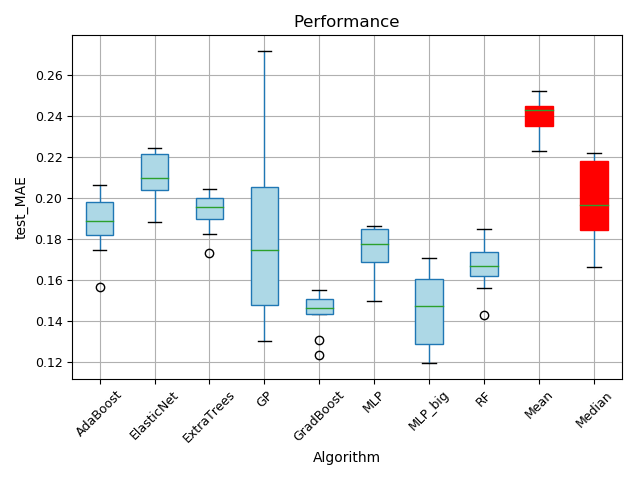 Performance
test_MAE
0.26
0.24
0.22
0.20
0.18
0.16
0.14
0.12
AdaBoost
ElasticNet
ExtraTrees
GP
GradBoost
MLP
MLP_big
RF
Mean
Median
Algorithm